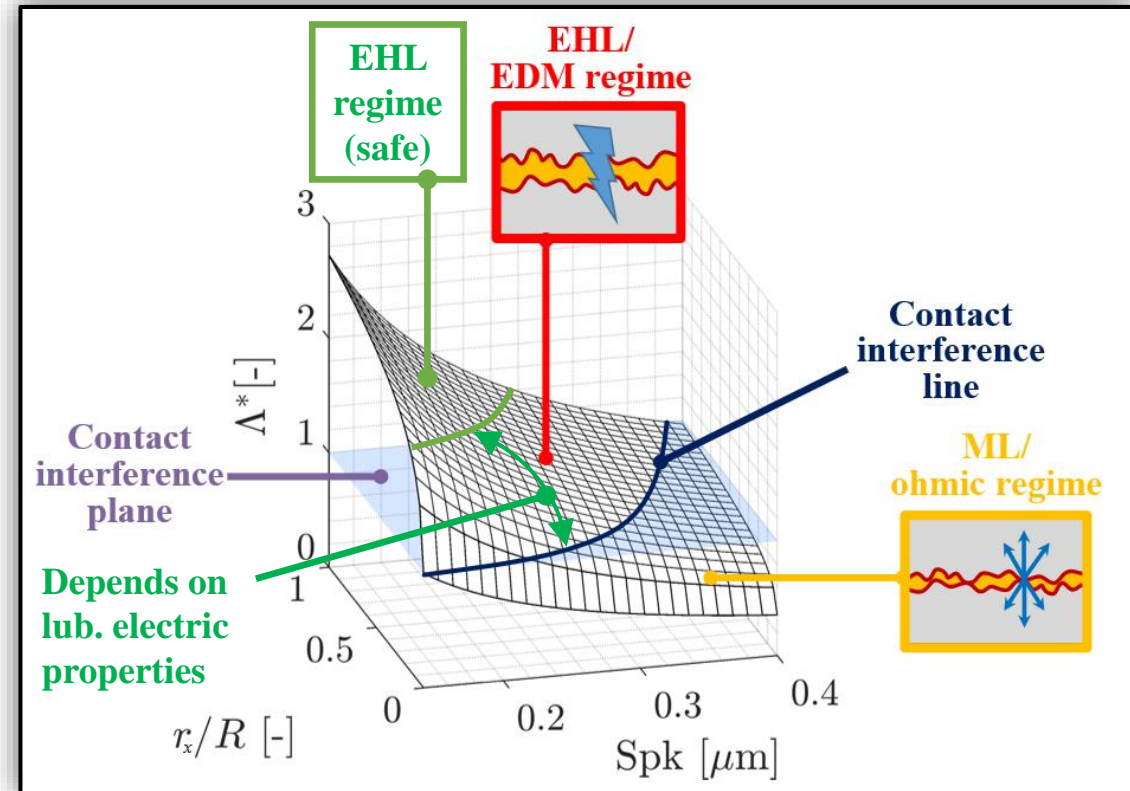 EHL
regime
(safe)
EHL/
EDM regime
Contact
interference
line
ML/
ohmic regime
Contact
interference
plane
Depends on
lub. electric
properties
Λ* [-]
3
2
1
0
1
0.5
0
r_x/R [-]
0.2
0.3
0.4
Spk [μm]